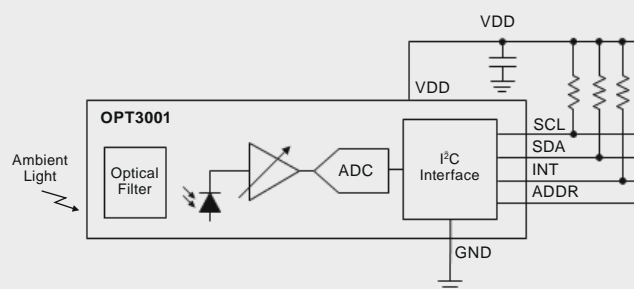 VDD
VDD
OPT3001
Ambient
Light
Optical
Filter
ADC
I²C
Interface
SCL
SDA
INT
ADDR
GND